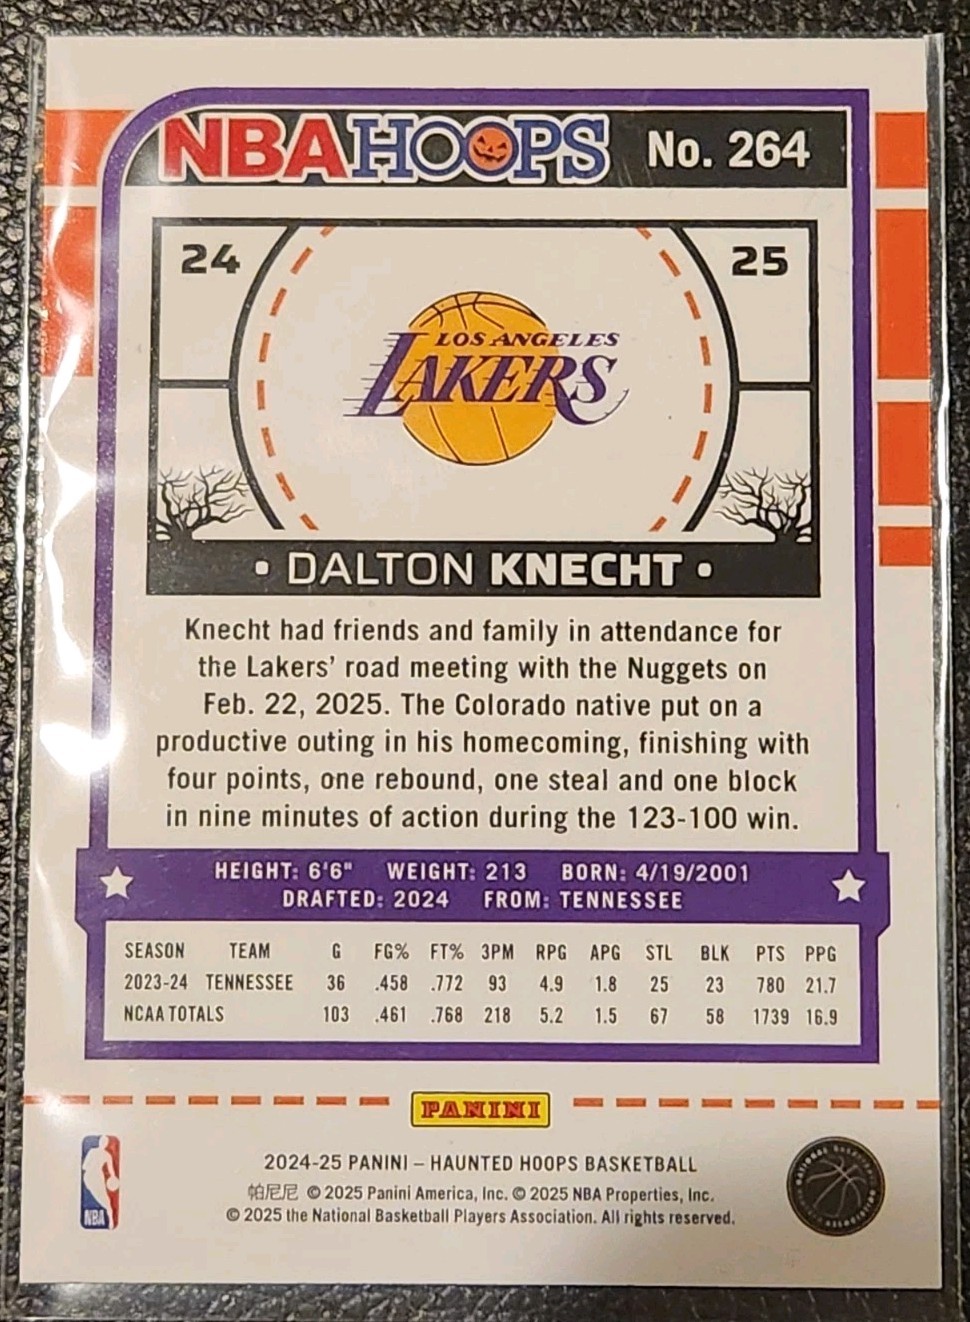 NBA HOOPS No. 264
24 25
LOS ANGELES
LAKERS
• DALTON KNECHT •
Knecht had friends and family in attendance for
the Lakers' road meeting with the Nuggets on
Feb. 22, 2025. The Colorado native put on a
productive outing in his homecoming, finishing with
four points, one rebound, one steal and one block
in nine minutes of action during the 123-100 win.
HEIGHT: 6'6" WEIGHT: 213 BORN: 4/19/2001
DRAFTED: 2024 FROM: TENNESSEE
SEASON TEAM G FG% FT% 3PM RPG APG STL BLK PTS PPG
2023-24 TENNESSEE 36 .458 .772 93 4.9 1.8 25 23 780 21.7
NCAA TOTALS 103 .461 .768 218 5.2 1.5 67 58 1739 16.9
PANINI
2024-25 PANINI – HAUNTED HOOPS BASKETBALL
帕尼尼 © 2025 Panini America, Inc. © 2025 NBA Properties, Inc.
© 2025 the National Basketball Players Association. All rights reserved.
NBA